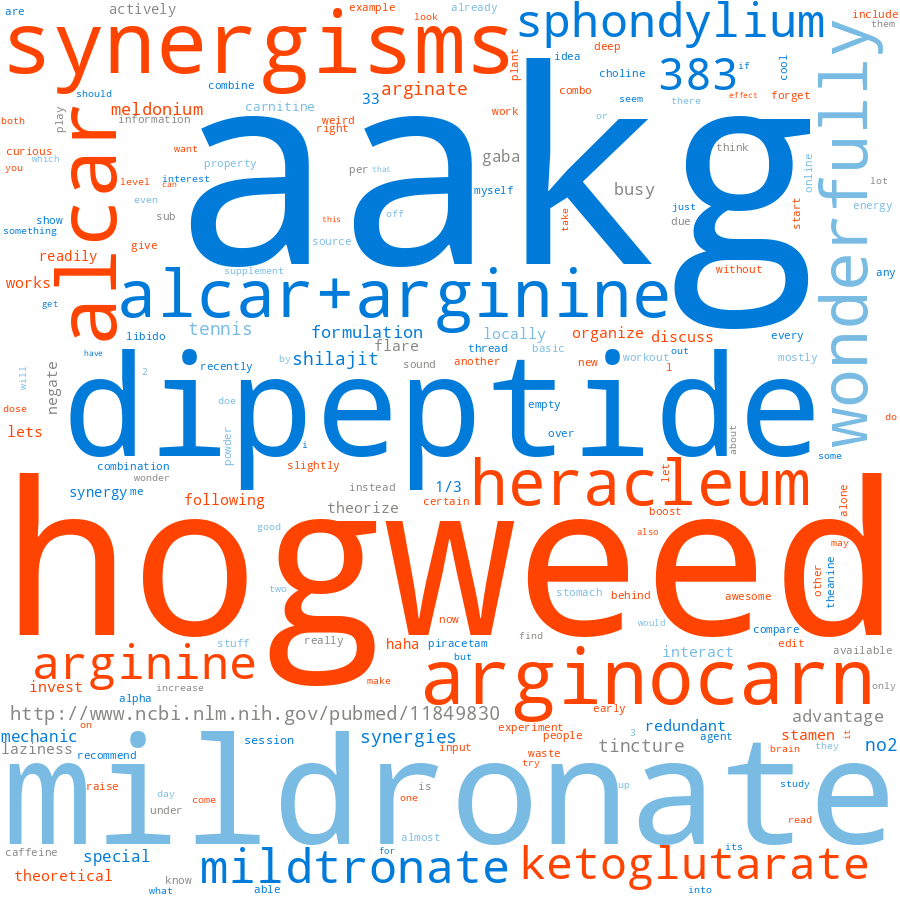 are
actively
example
look
already
include
them
synergisms
sphondylium
wonderfully
deep
idea
plant
choline
383
if
cool
combine
arginate
combo
seem
there
effect
forget
should
33
meldonium
carnitine
information
play
both
weird
right
work
or
alcar
aakg
curious
which
you
want
property
per
that
gaba
think
online
lot
level
can
interest
even
myself
busy
sub
this
off
take
just
due
start
energy
show
something
give
source
readily
supplement
without
any
works
get
alcar+arginine
tennis
formulation
locally
organize
discuss
every
libido
flare
thread
basic
have
shilajit
out
mostly
recently
by
sound
another
new
workout
l
will
negate
2
dipeptide
dose
doe
empty
do
lets
i
over
about
powder
some
combination
wonder
slightly
instead
heracleum
let
synergy
me
following
1/3
certain
theorize
boost
alone
good
also
hogweed
may
other
theanine
two
stomach
behind
awesome
now
would
compare
find
stuff
really
haha
piracetam
edit
available
but
interact
arginine
arginocarn
invest
increase
make
only
alpha
http://www.ncbi.nlm.nih.gov/pubmed/11849830
early
advantage
on
experiment
redundant
mechanic
session
synergies
people
agent
stamen
it
no2
laziness
input
tincture
3
recommend
waste
brain
they
mildronate
try
raise
is
up
study
day
come
one
under
read
almost
caffeine
special
for
its
mildtronate
ketoglutarate
theoretical
know
what
able
into